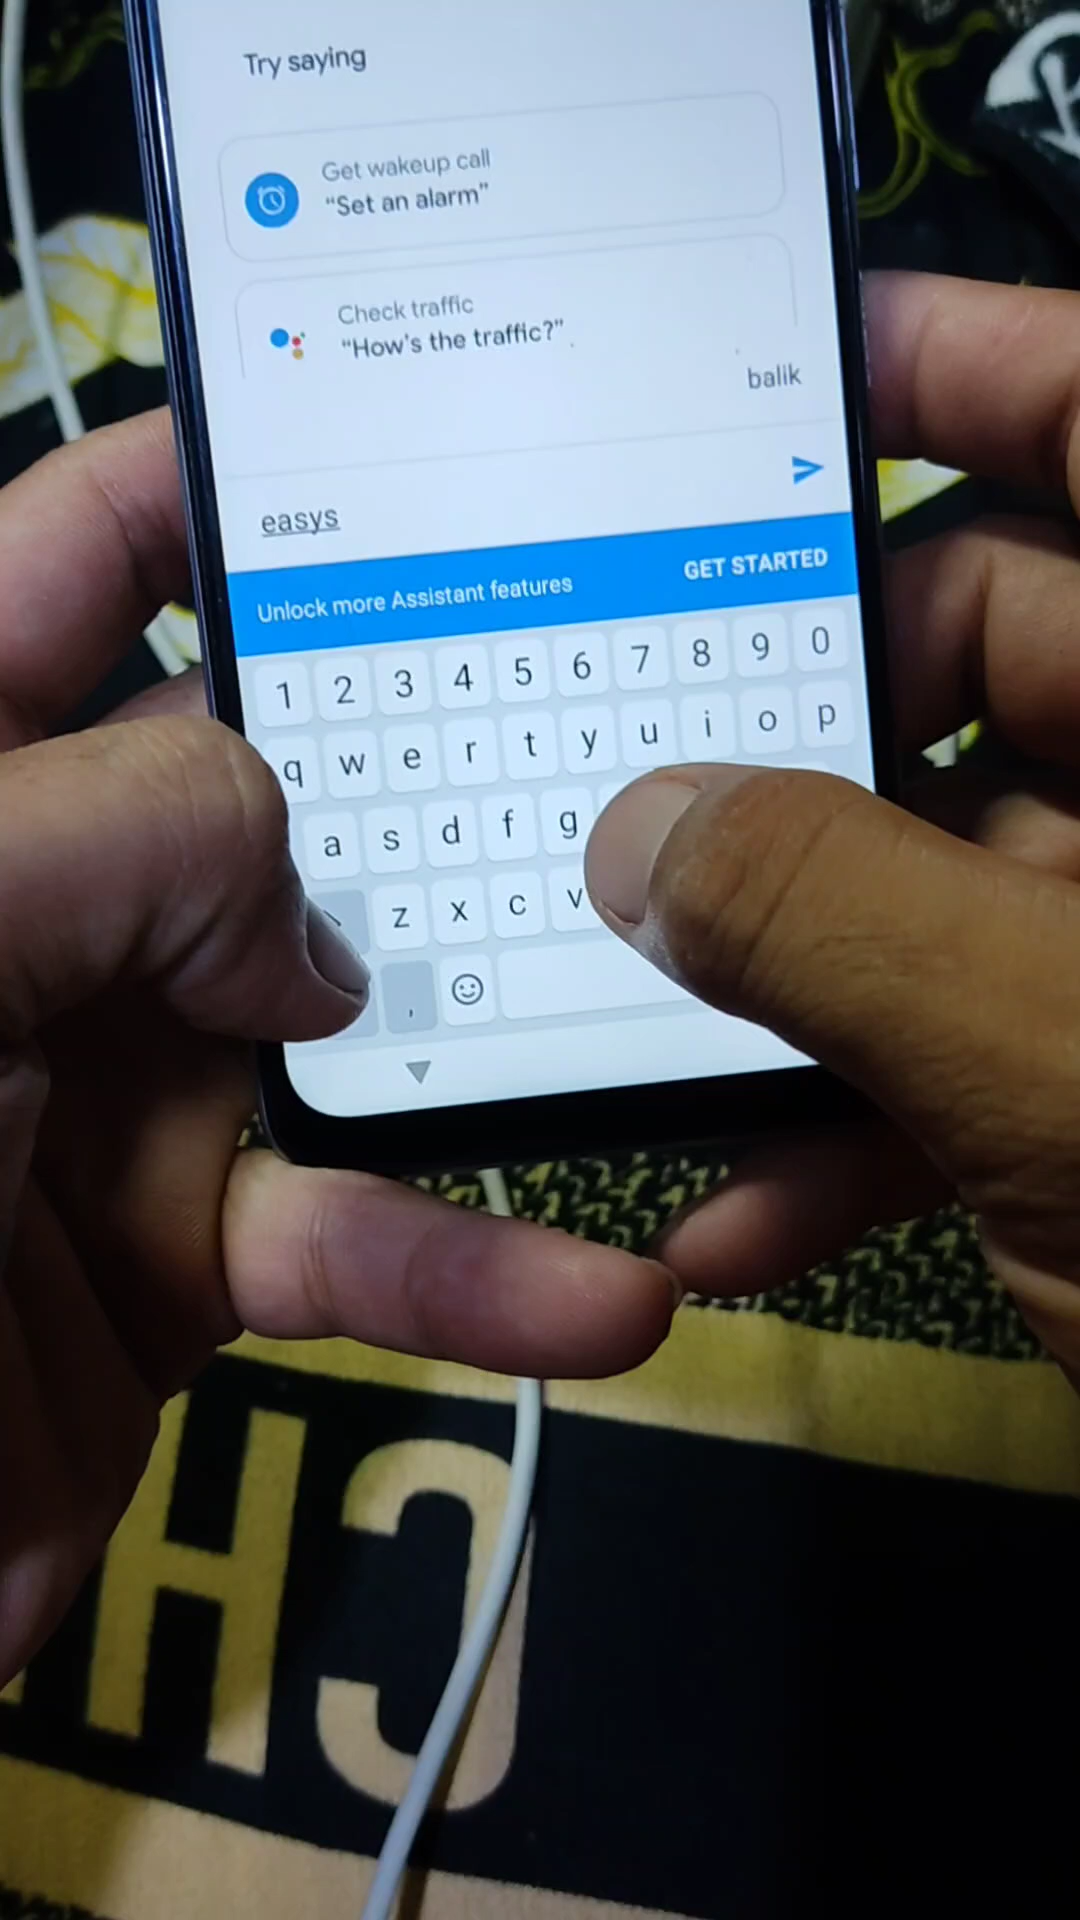 Try saying
Get wakeup call
“Set an alarm”
Check traffic
“How's the traffic?”
balik
easys
Unlock more Assistant features
GET STARTED
1 2 3 4 5 6 7 8 9 0
q w e r t y u i o p
a s d f g
z x c v
,
HC